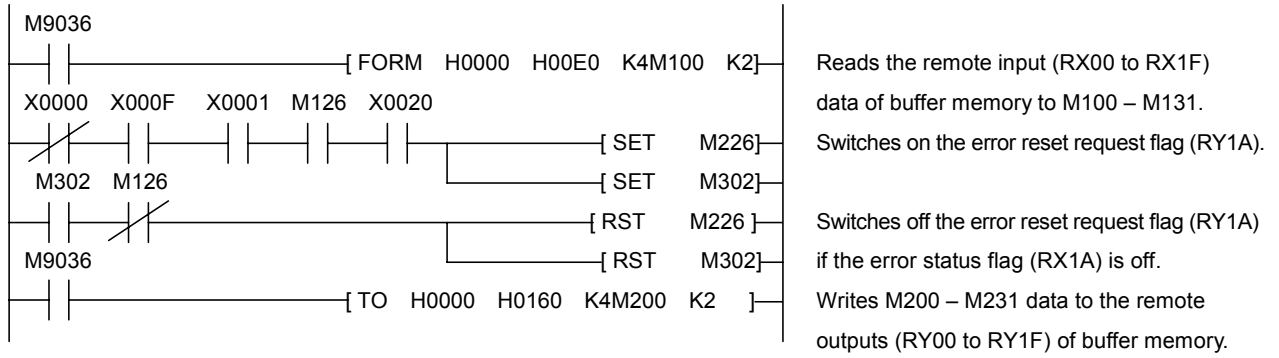 M9036
[ FORM H0000 H00E0 K4M100 K2] Reads the remote input (RX00 to RX1F)
X0000 X000F X0001 M126 X0020 data of buffer memory to M100 – M131.
[ SET M226] Switches on the error reset request flag (RY1A).
M302 M126 [ SET M302]
[ RST M226 ] Switches off the error reset request flag (RY1A)
M9036 [ RST M302] if the error status flag (RX1A) is off.
[ TO H0000 H0160 K4M200 K2 ] Writes M200 – M231 data to the remote
outputs (RY00 to RY1F) of buffer memory.